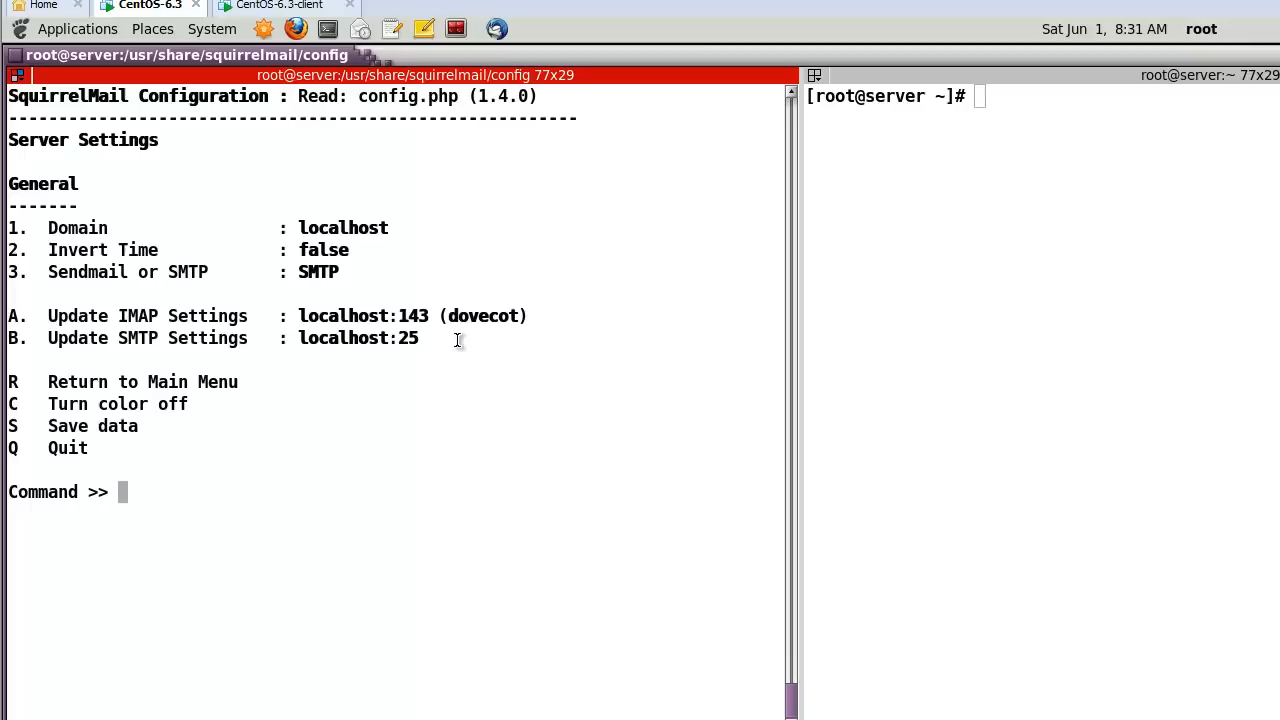 Home CentOS-6.3 CentOS-6.3-client
Applications Places System Sat Jun 1, 8:31 AM root
root@server:/usr/share/squirrelmail/config
root@server:/usr/share/squirrelmail/config 77x29
SquirrelMail Configuration : Read: config.php (1.4.0)
---------------------------------------------------------
Server Settings
General
-------
1. Domain : localhost
2. Invert Time : false
3. Sendmail or SMTP : SMTP
A. Update IMAP Settings : localhost:143 (dovecot)
B. Update SMTP Settings : localhost:25
R Return to Main Menu
C Turn color off
S Save data
Q Quit
Command >>
root@server:~ 77x29
[root@server ~]#